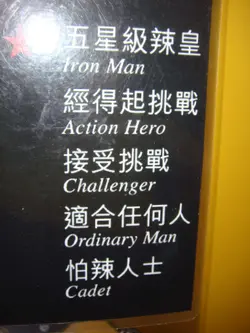 五星級辣皇
Iron Man
經得起挑戰
Action Hero
接受挑戰
Challenger
適合任何人
Ordinary Man
怕辣人士
Cadet